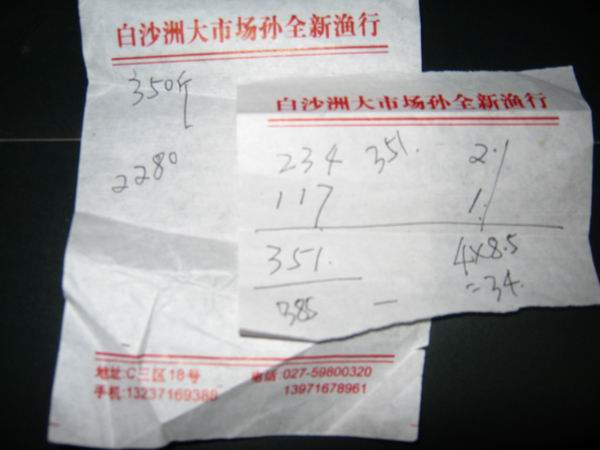 白沙洲大市场孙全新渔行
350斤
2280
地址:C三区18号 电话:027-59800320
手机:13237169388 13971678961
白沙洲大市场孙全新渔行
234 351. 2./
117 1./
351. 4×8.5
=34.
385 —